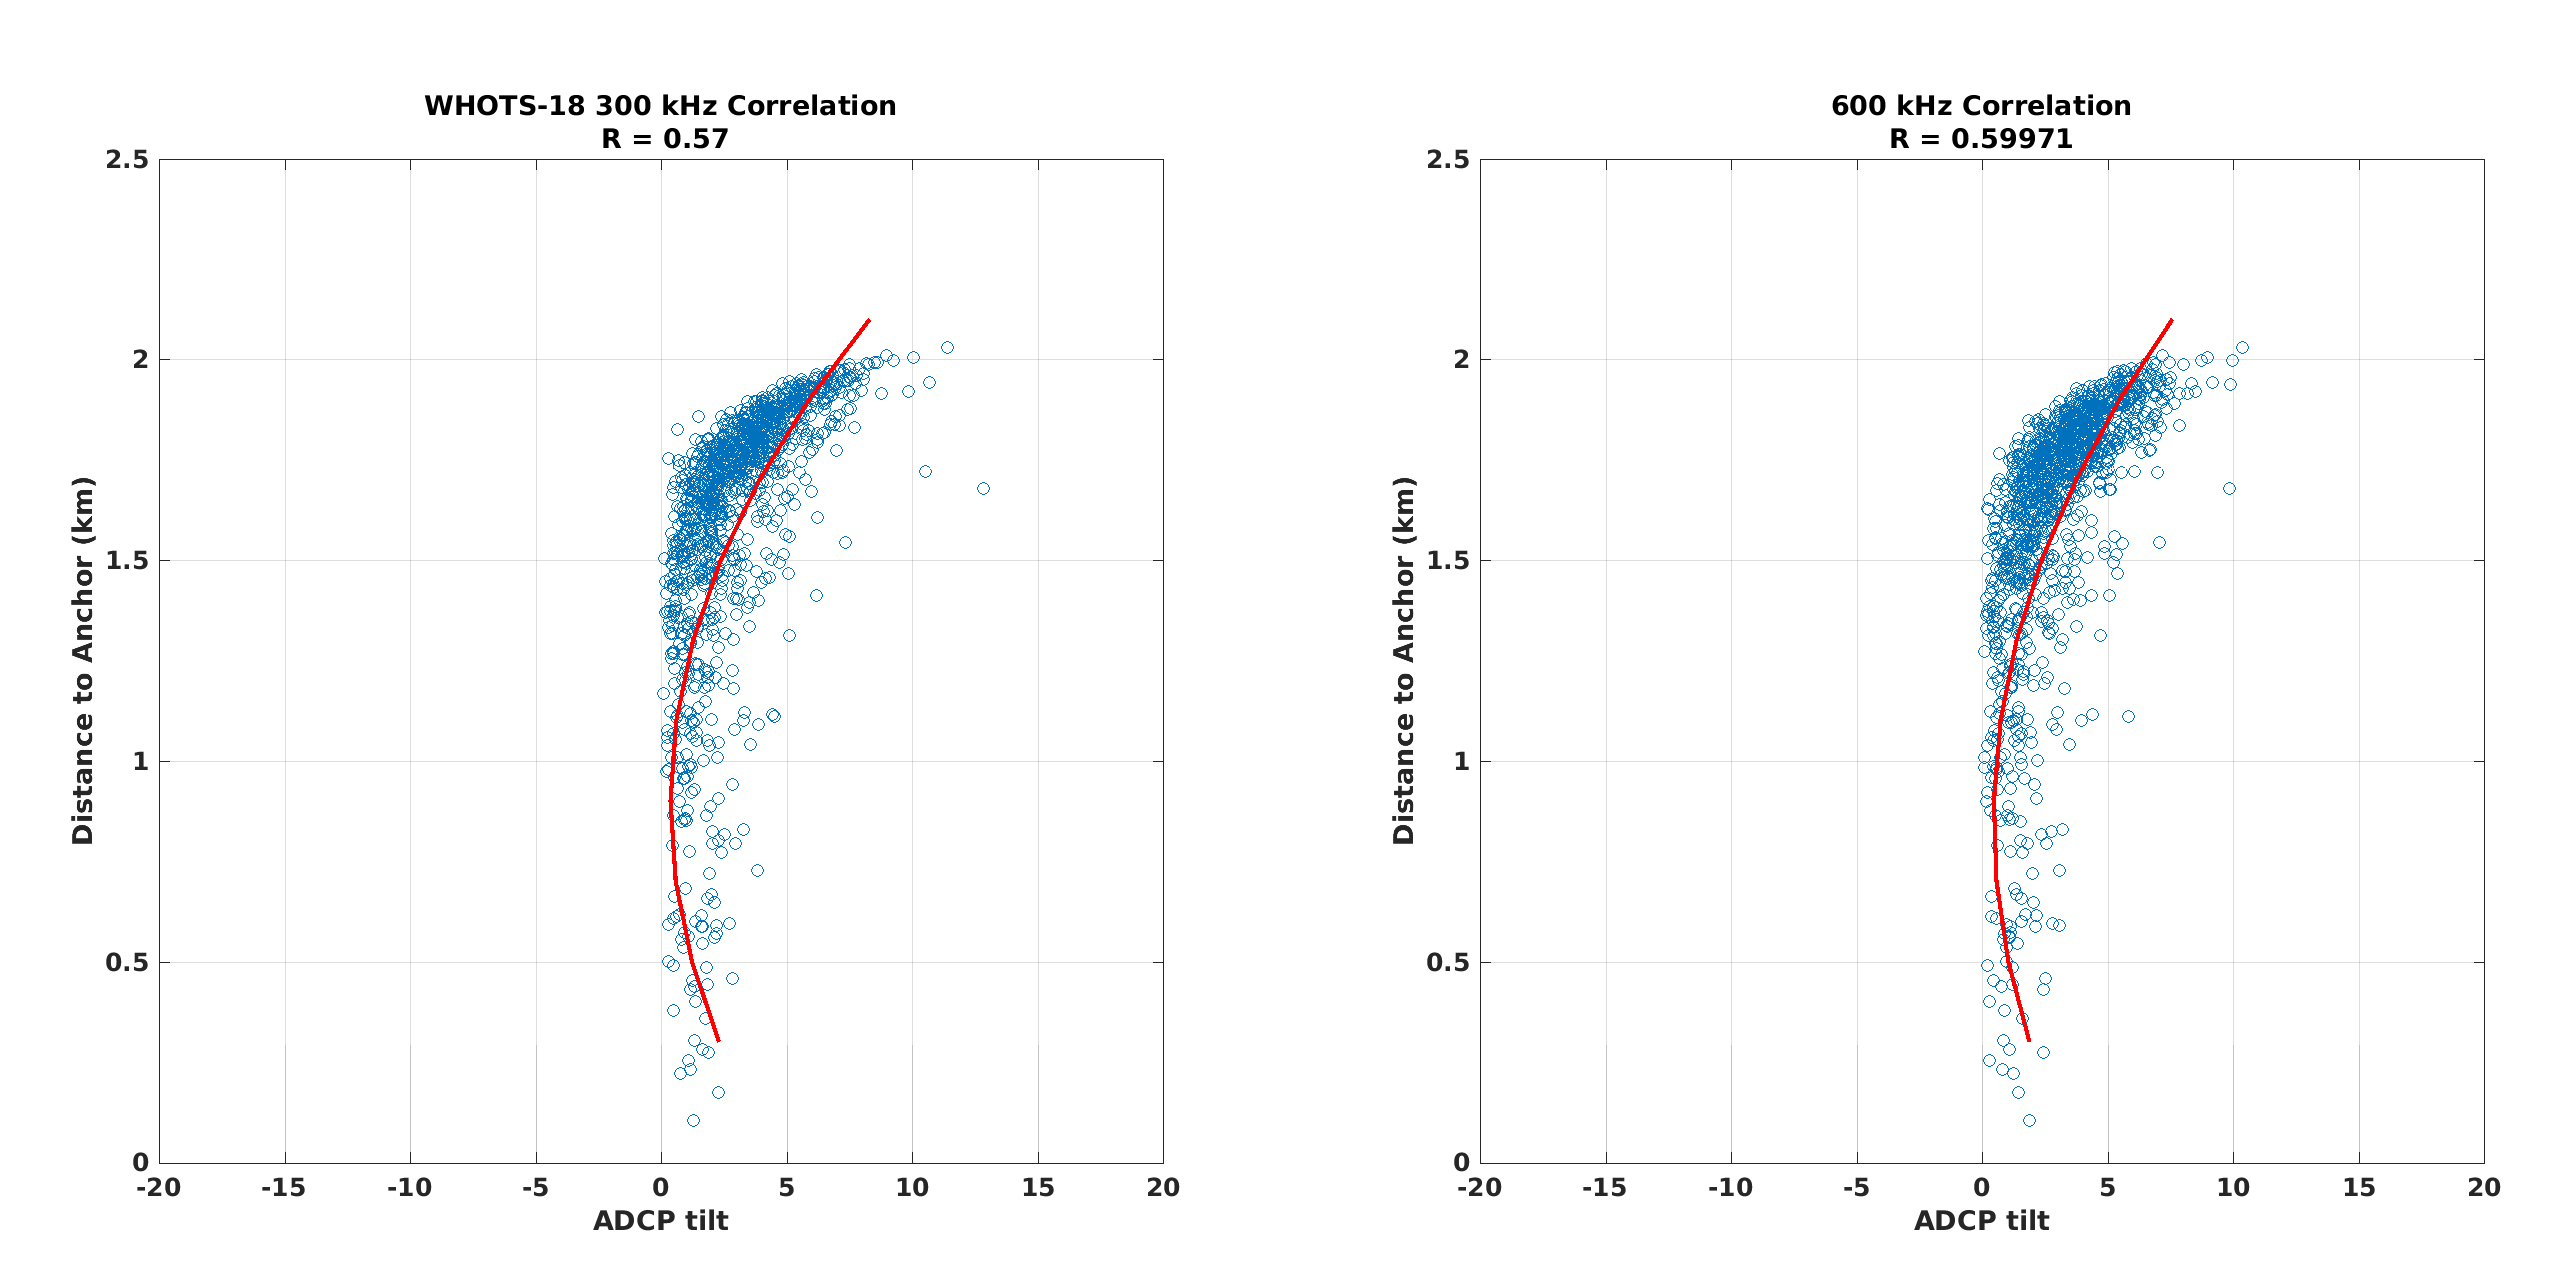 WHOTS-18 300 kHz Correlation
R = 0.57
2.5
2
1.5
1
0.5
0
Distance to Anchor (km)
-20 -15 -10 -5 0 5 10 15 20
ADCP tilt
600 kHz Correlation
R = 0.59971
2.5
2
1.5
1
0.5
0
Distance to Anchor (km)
-20 -15 -10 -5 0 5 10 15 20
ADCP tilt